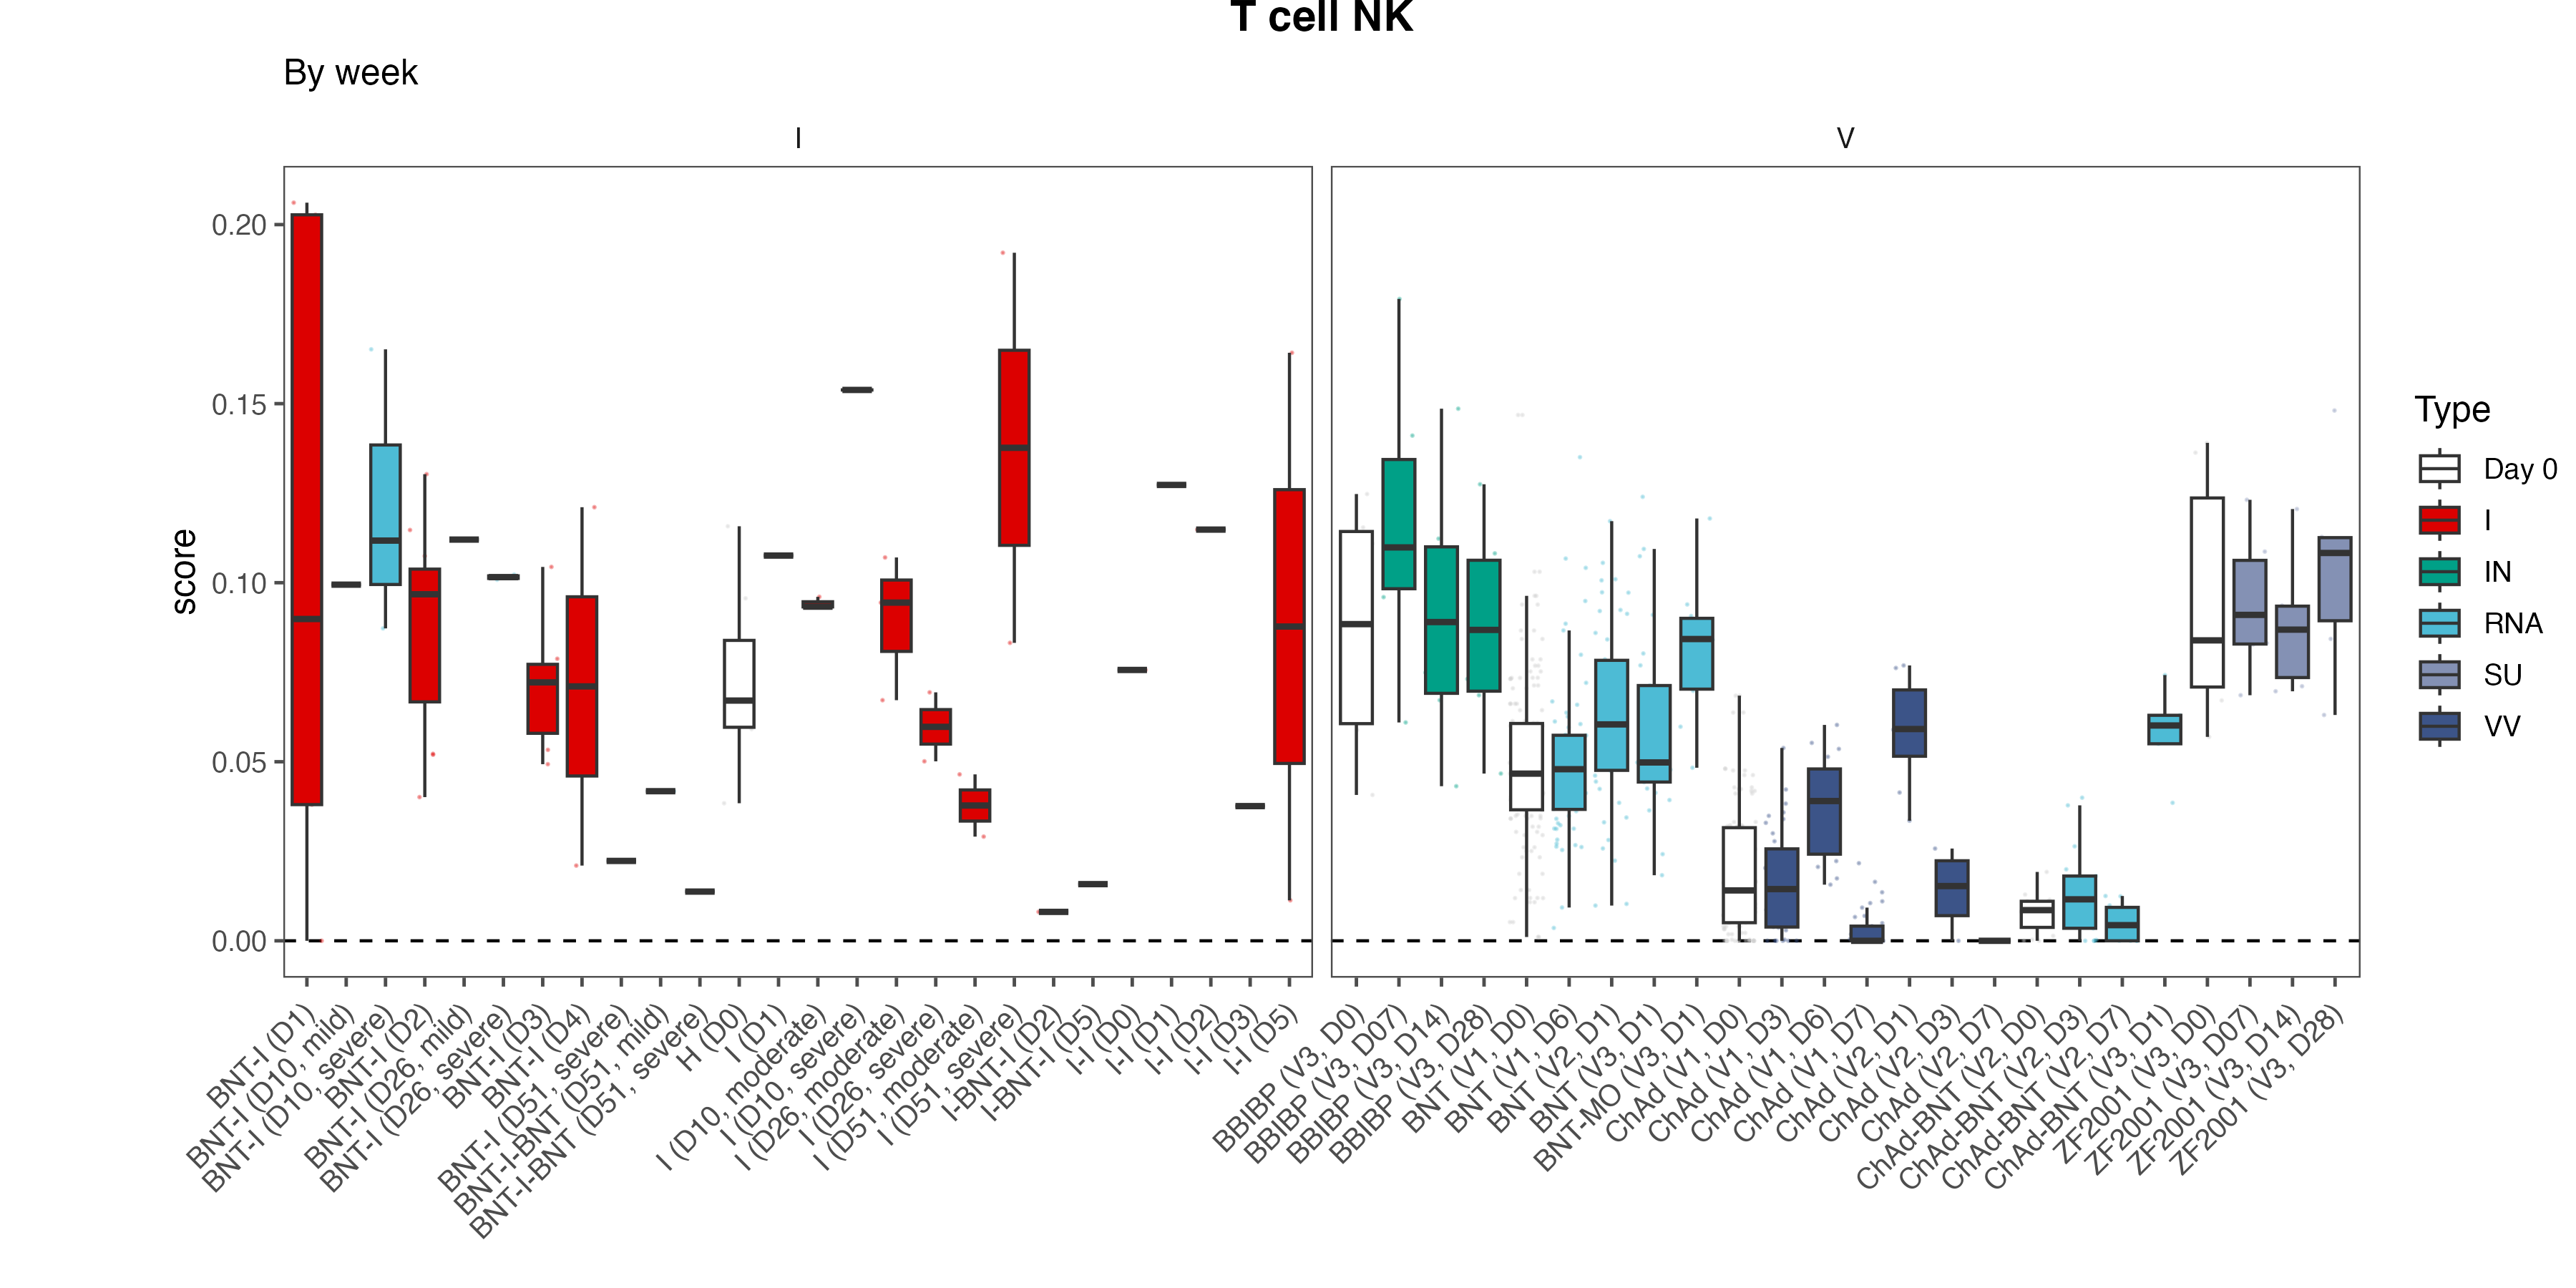 T cell NK
By week
I
V
score
0.20
0.15
0.10
0.05
0.00
BNT-I (D1)
BNT-I (D10, mild)
BNT-I (D10, severe)
BNT-I (D2)
BNT-I (D26, mild)
BNT-I (D26, severe)
BNT-I (D3)
BNT-I (D4)
BNT-I (D51, severe)
BNT-I-BNT (D51, mild)
BNT-I-BNT (D51, severe)
H (D0)
I (D1)
I (D10, moderate)
I (D10, severe)
I (D26, moderate)
I (D26, severe)
I (D51, moderate)
I (D51, severe)
I-BNT-I (D2)
I-BNT-I (D5)
I-I (D0)
I-I (D1)
I-I (D2)
I-I (D3)
I-I (D5)
BBIBP (V3, D0)
BBIBP (V3, D07)
BBIBP (V3, D14)
BBIBP (V3, D28)
BNT (V1, D0)
BNT (V1, D6)
BNT (V2, D1)
BNT (V3, D1)
BNT-MO (V3, D1)
ChAd (V1, D0)
ChAd (V1, D3)
ChAd (V1, D6)
ChAd (V1, D7)
ChAd (V2, D1)
ChAd (V2, D3)
ChAd (V2, D7)
ChAd-BNT (V2, D0)
ChAd-BNT (V2, D3)
ChAd-BNT (V2, D7)
ChAd-BNT (V3, D1)
ZF2001 (V3, D0)
ZF2001 (V3, D07)
ZF2001 (V3, D14)
ZF2001 (V3, D28)
Type
Day 0
I
IN
RNA
SU
VV